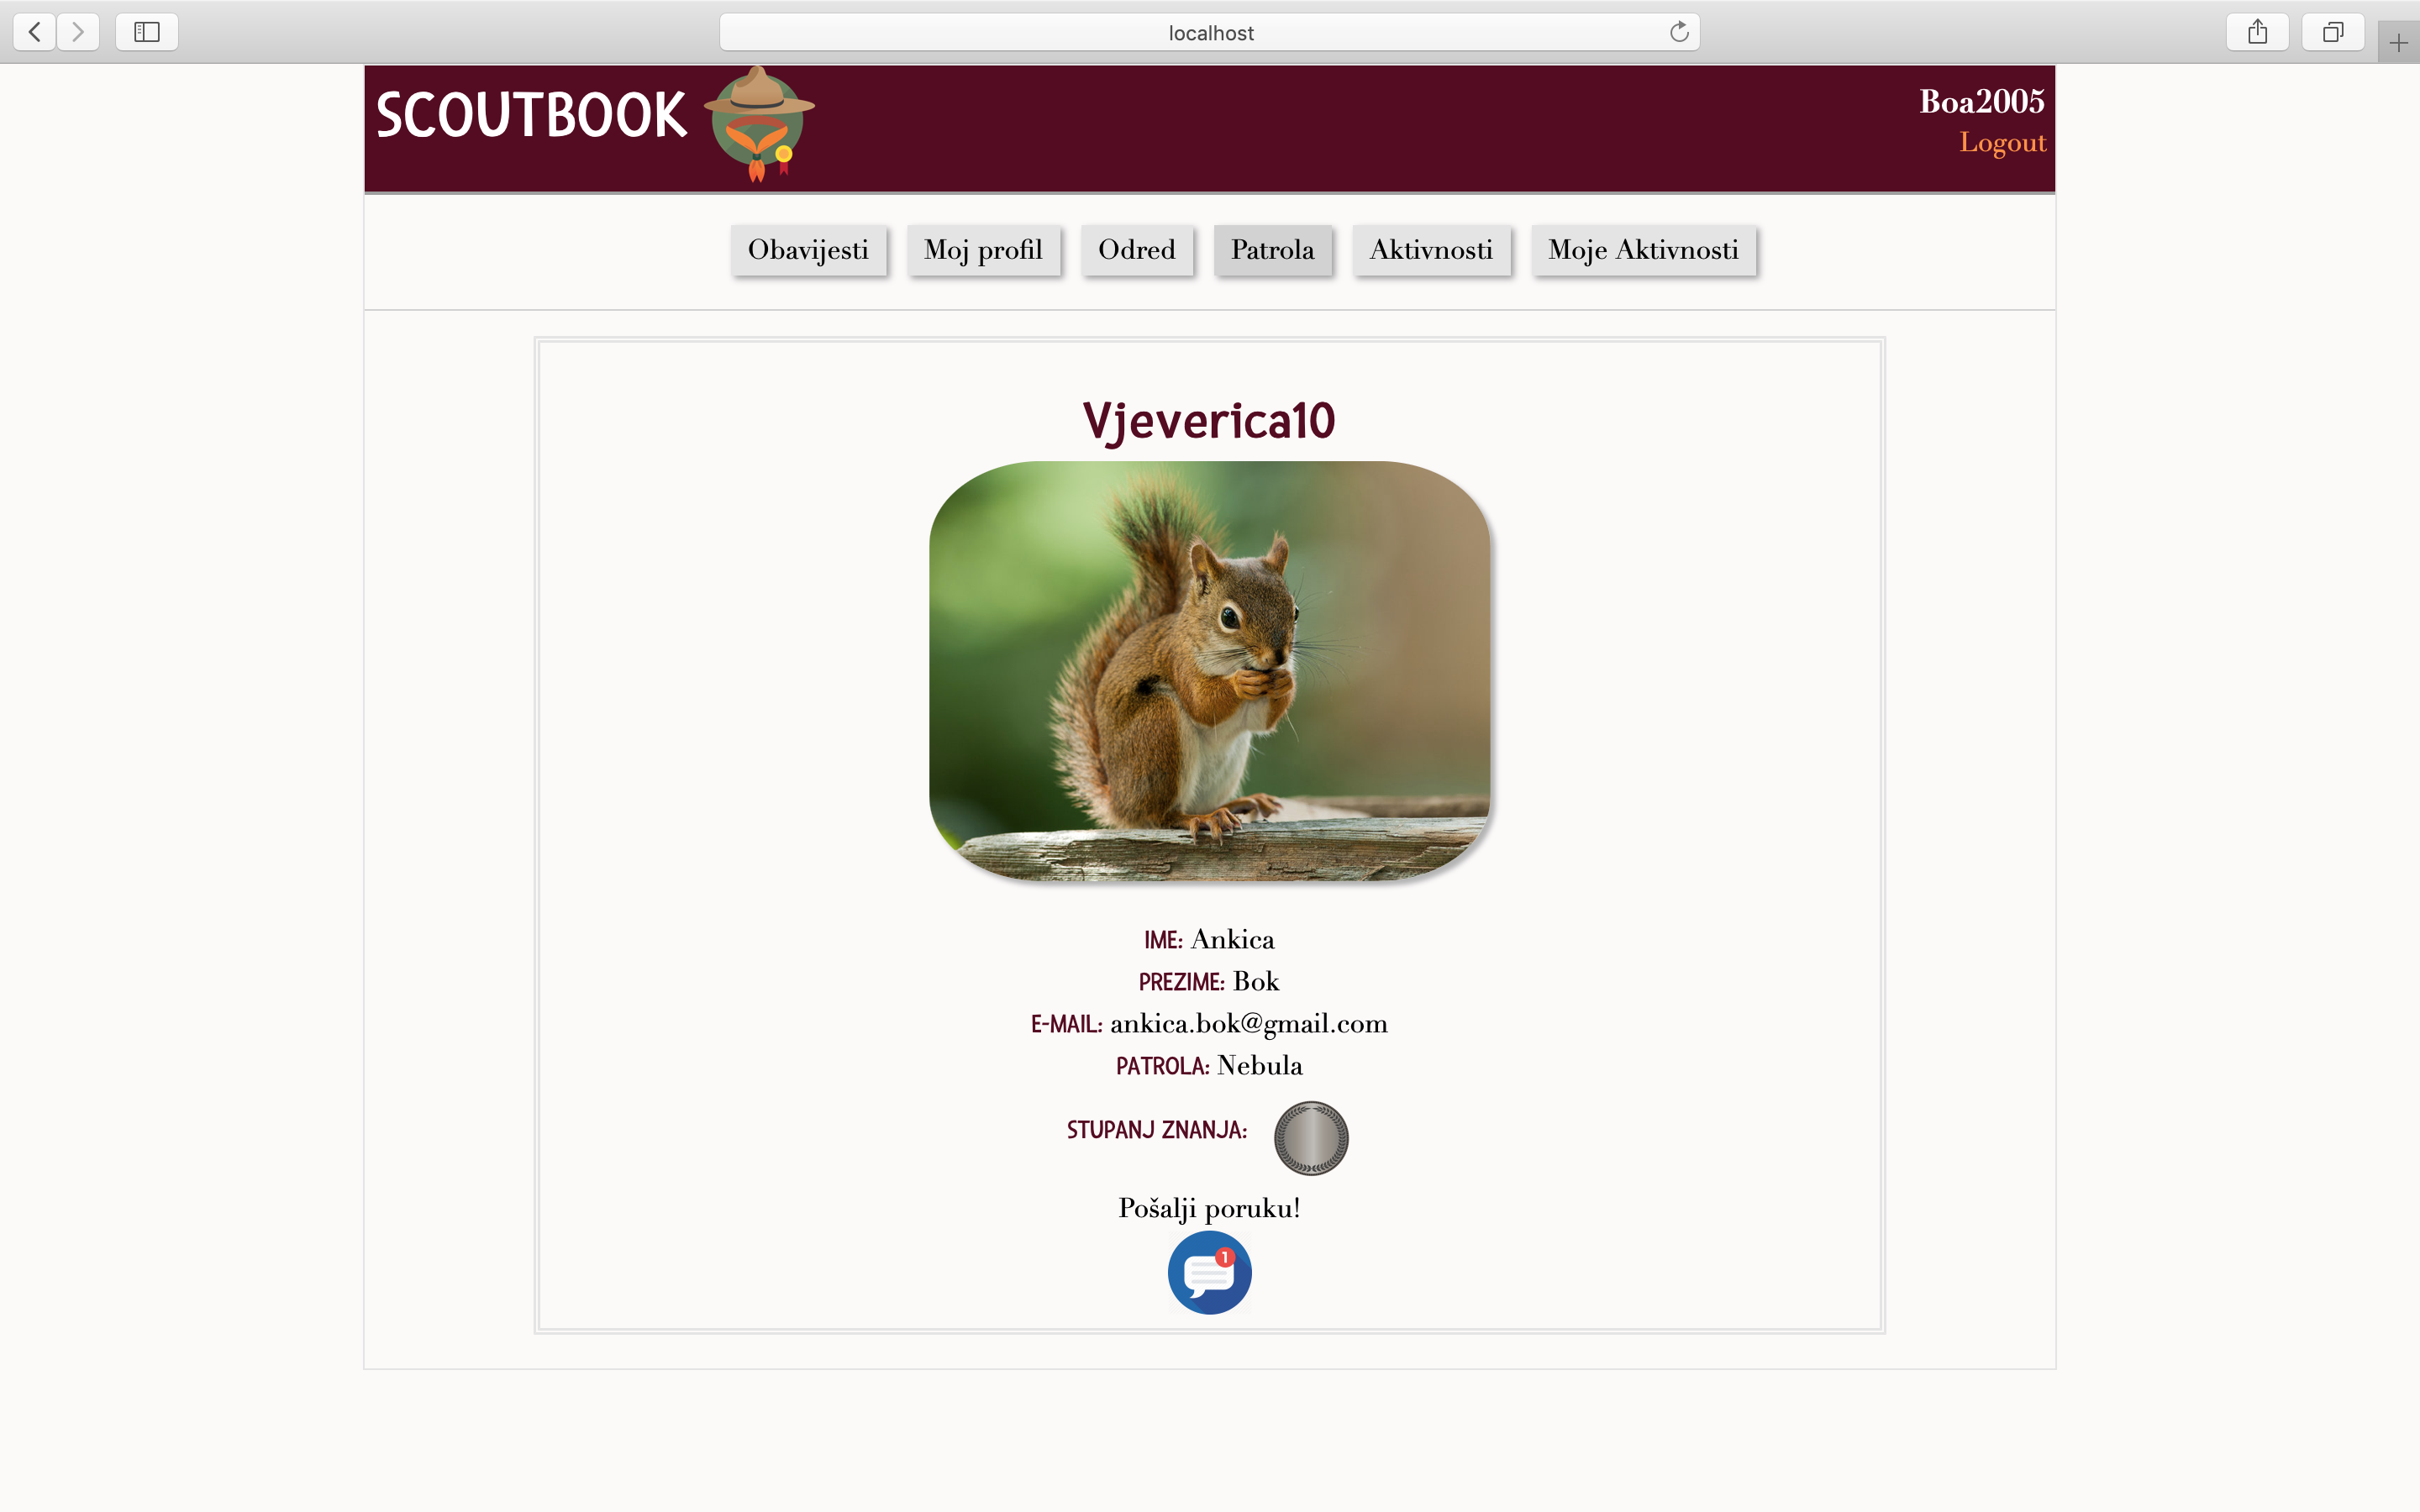 localhost
SCOUTBOOK
Boa2005
Logout
Obavijesti Moj profil Odred Patrola Aktivnosti Moje Aktivnosti
Vjeverica10
IME: Ankica
PREZIME: Bok
E-MAIL: ankica.bok@gmail.com
PATROLA: Nebula
STUPANJ ZNANJA:
Pošalji poruku!
1